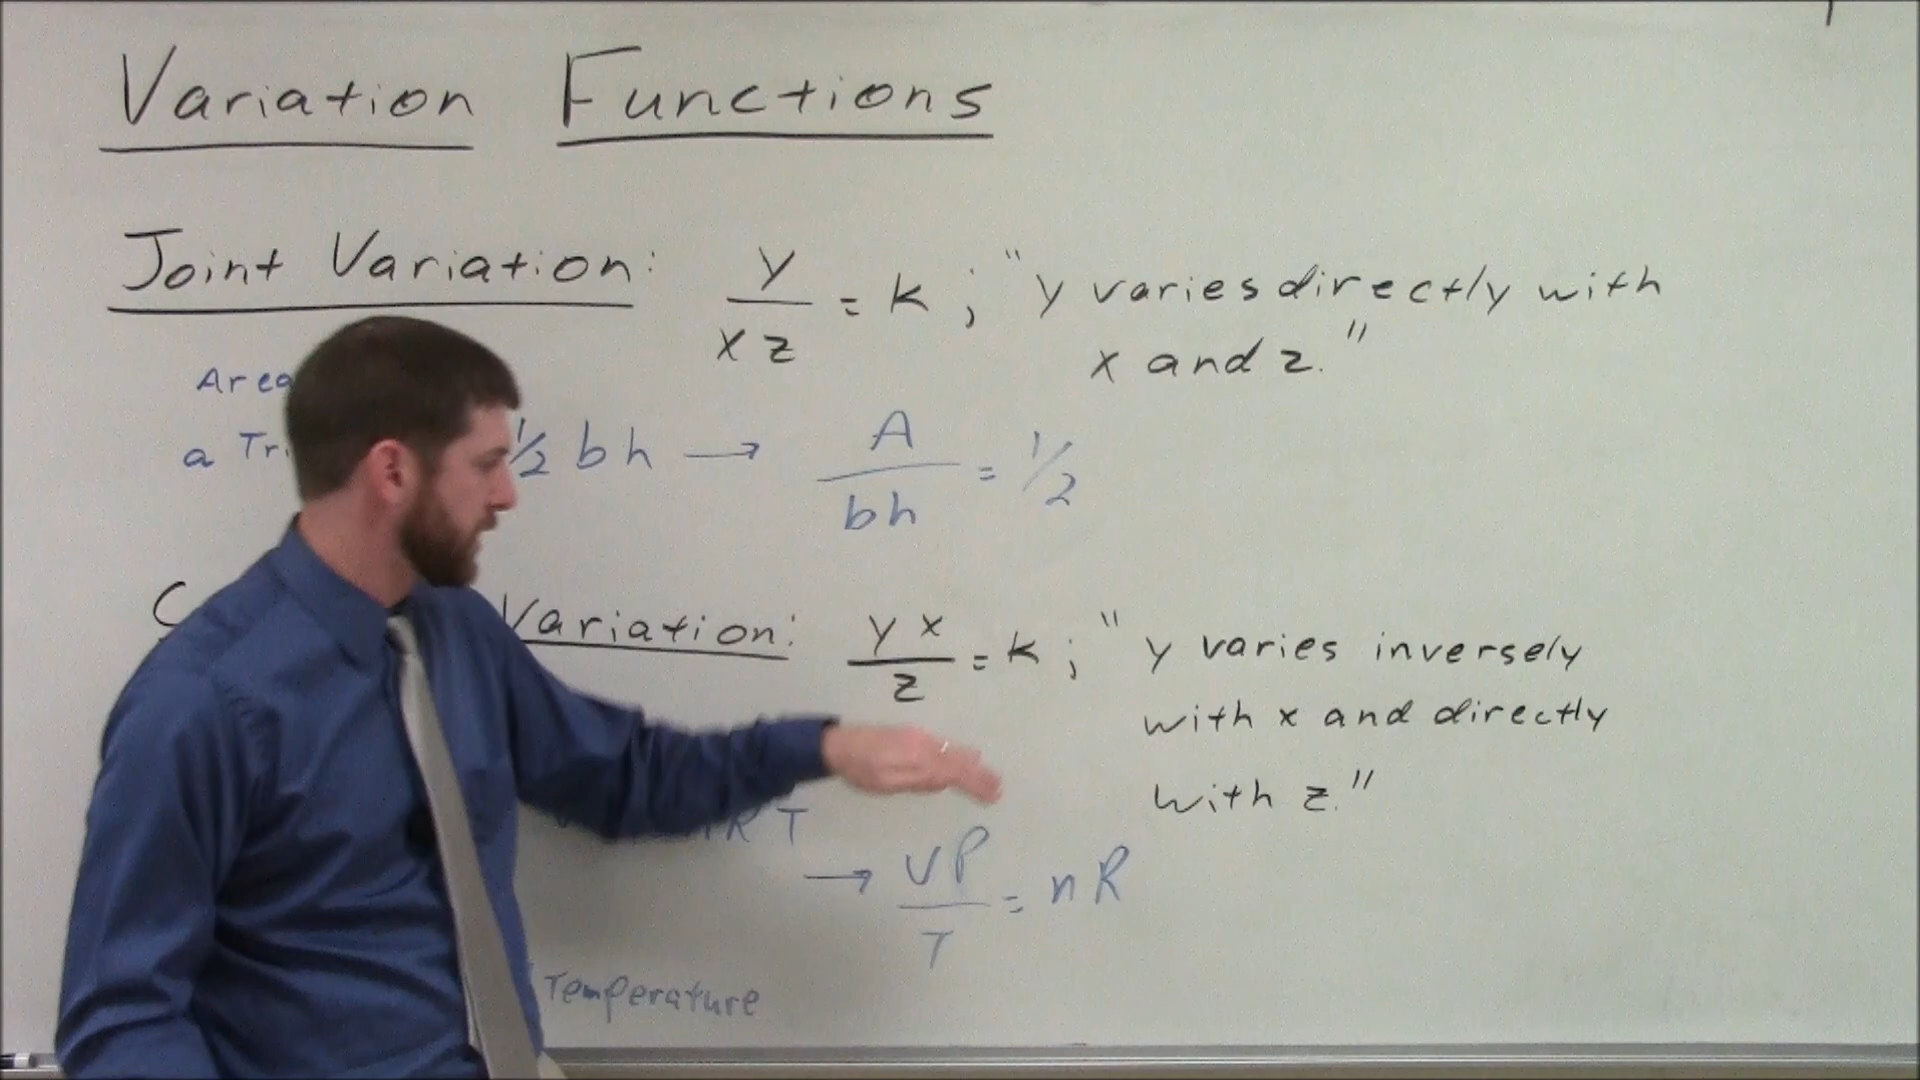 Variation Functions
Joint Variation: y/xz = k ; "y varies directly with
x and z."
Area
a Tri 1/2 bh → A/bh = 1/2
C Variation: yx/z = k ; "y varies inversely
with x and directly
with z."
RT
→ VP/T = nR
Temperature